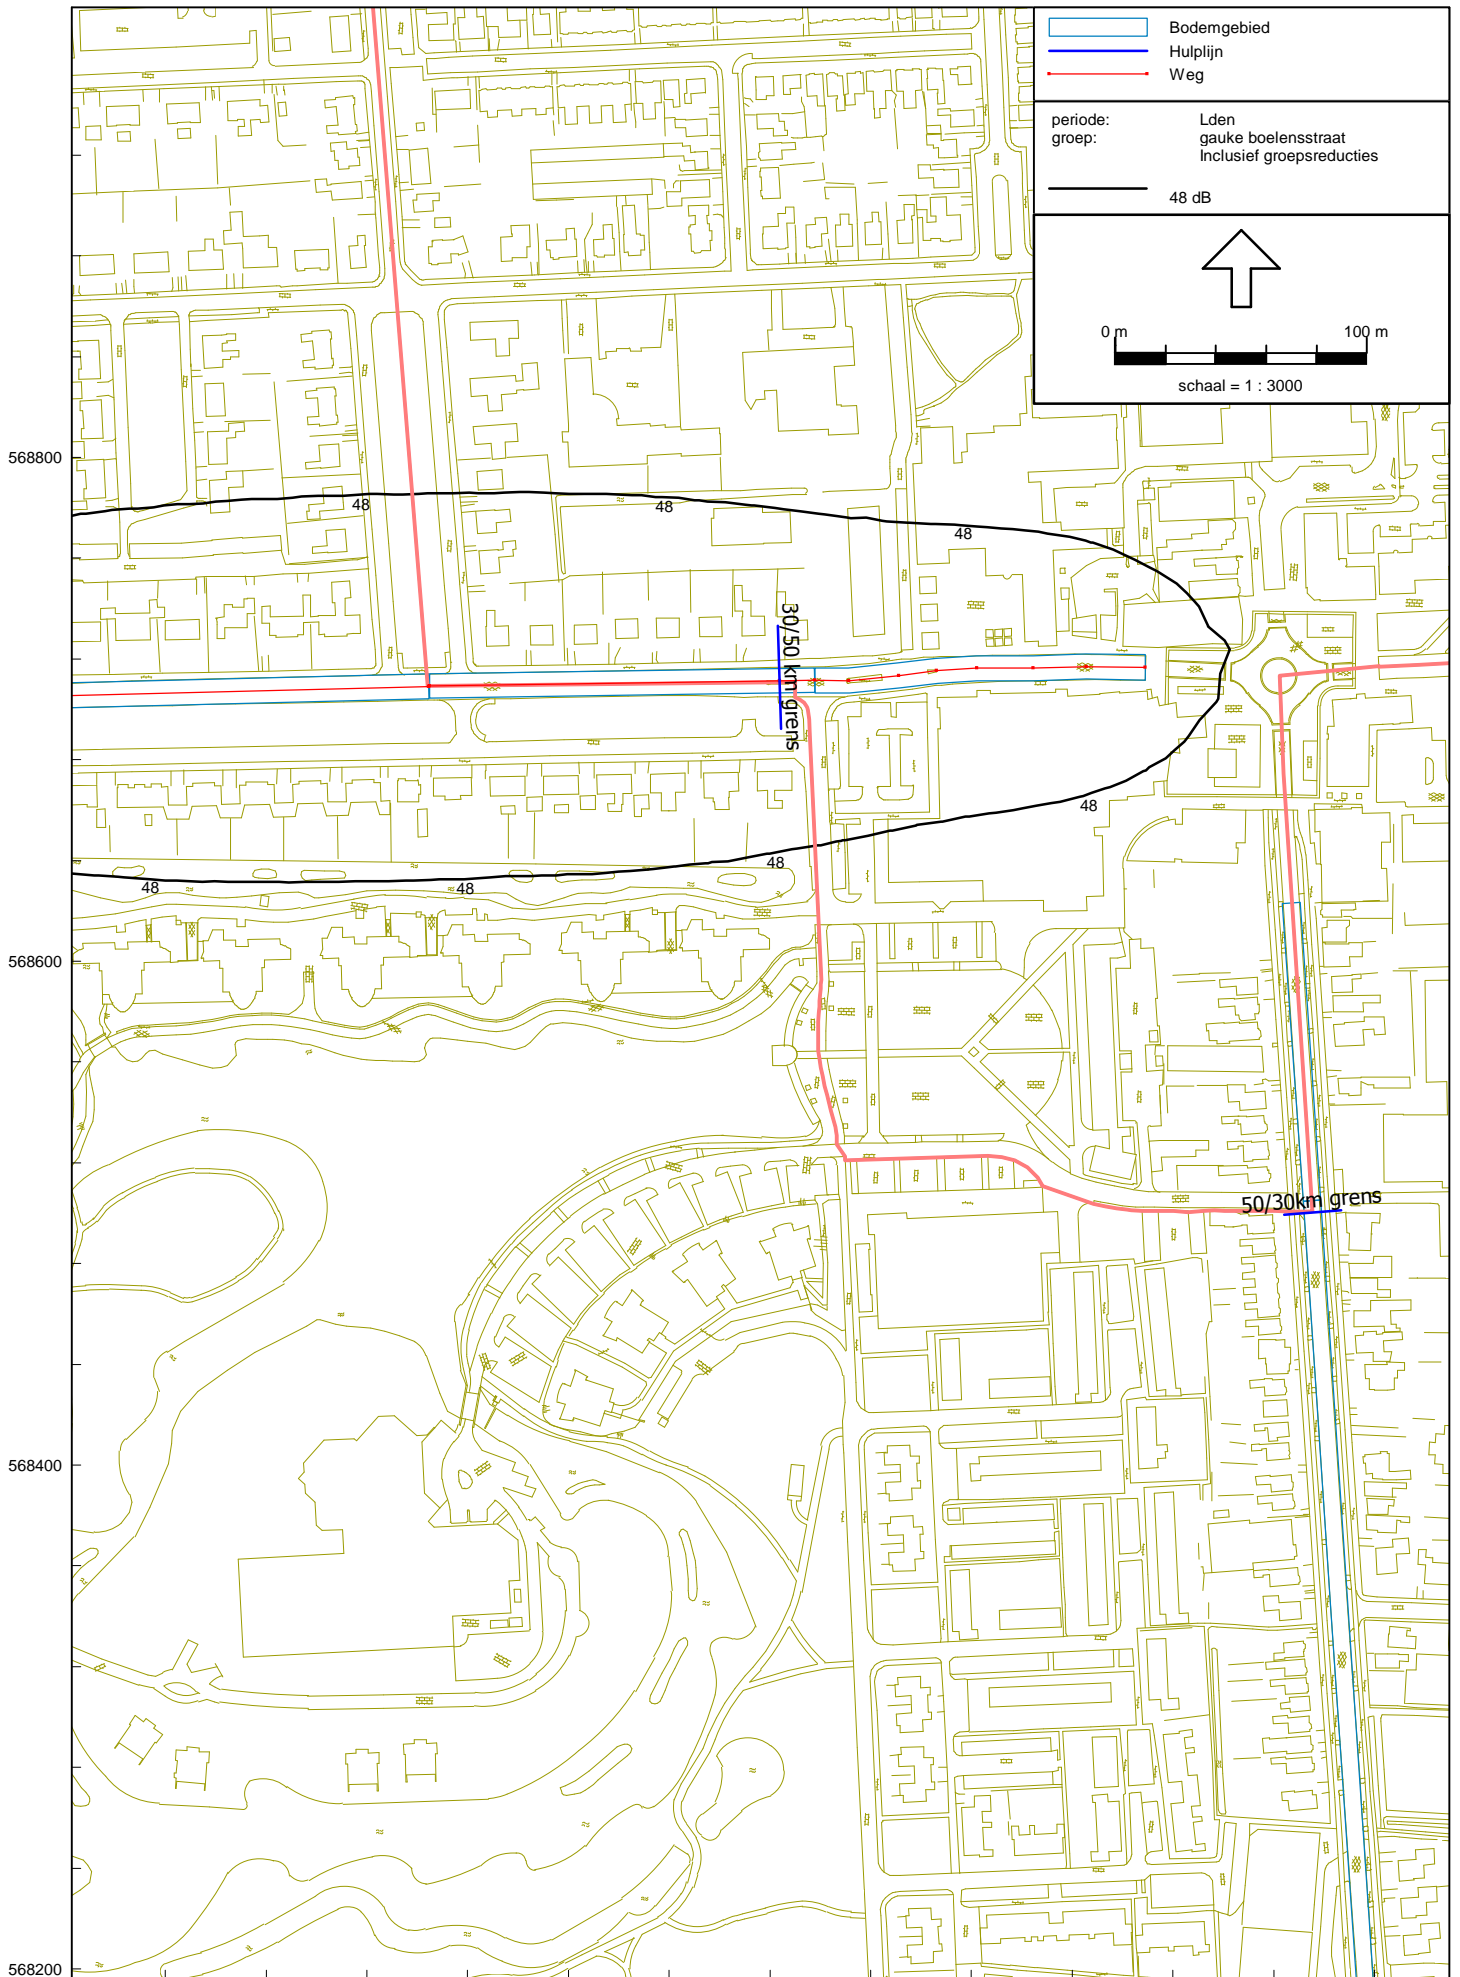 Bodemgebied
Hulplijn
Weg
periode: Lden
groep: gauke boelensstraat
Inclusief groepsreducties
48 dB
0 m 100 m
schaal = 1 : 3000
568800
48
48
48
30/50 km grens
48
48
48
48
568600
50/30km grens
568400
568200